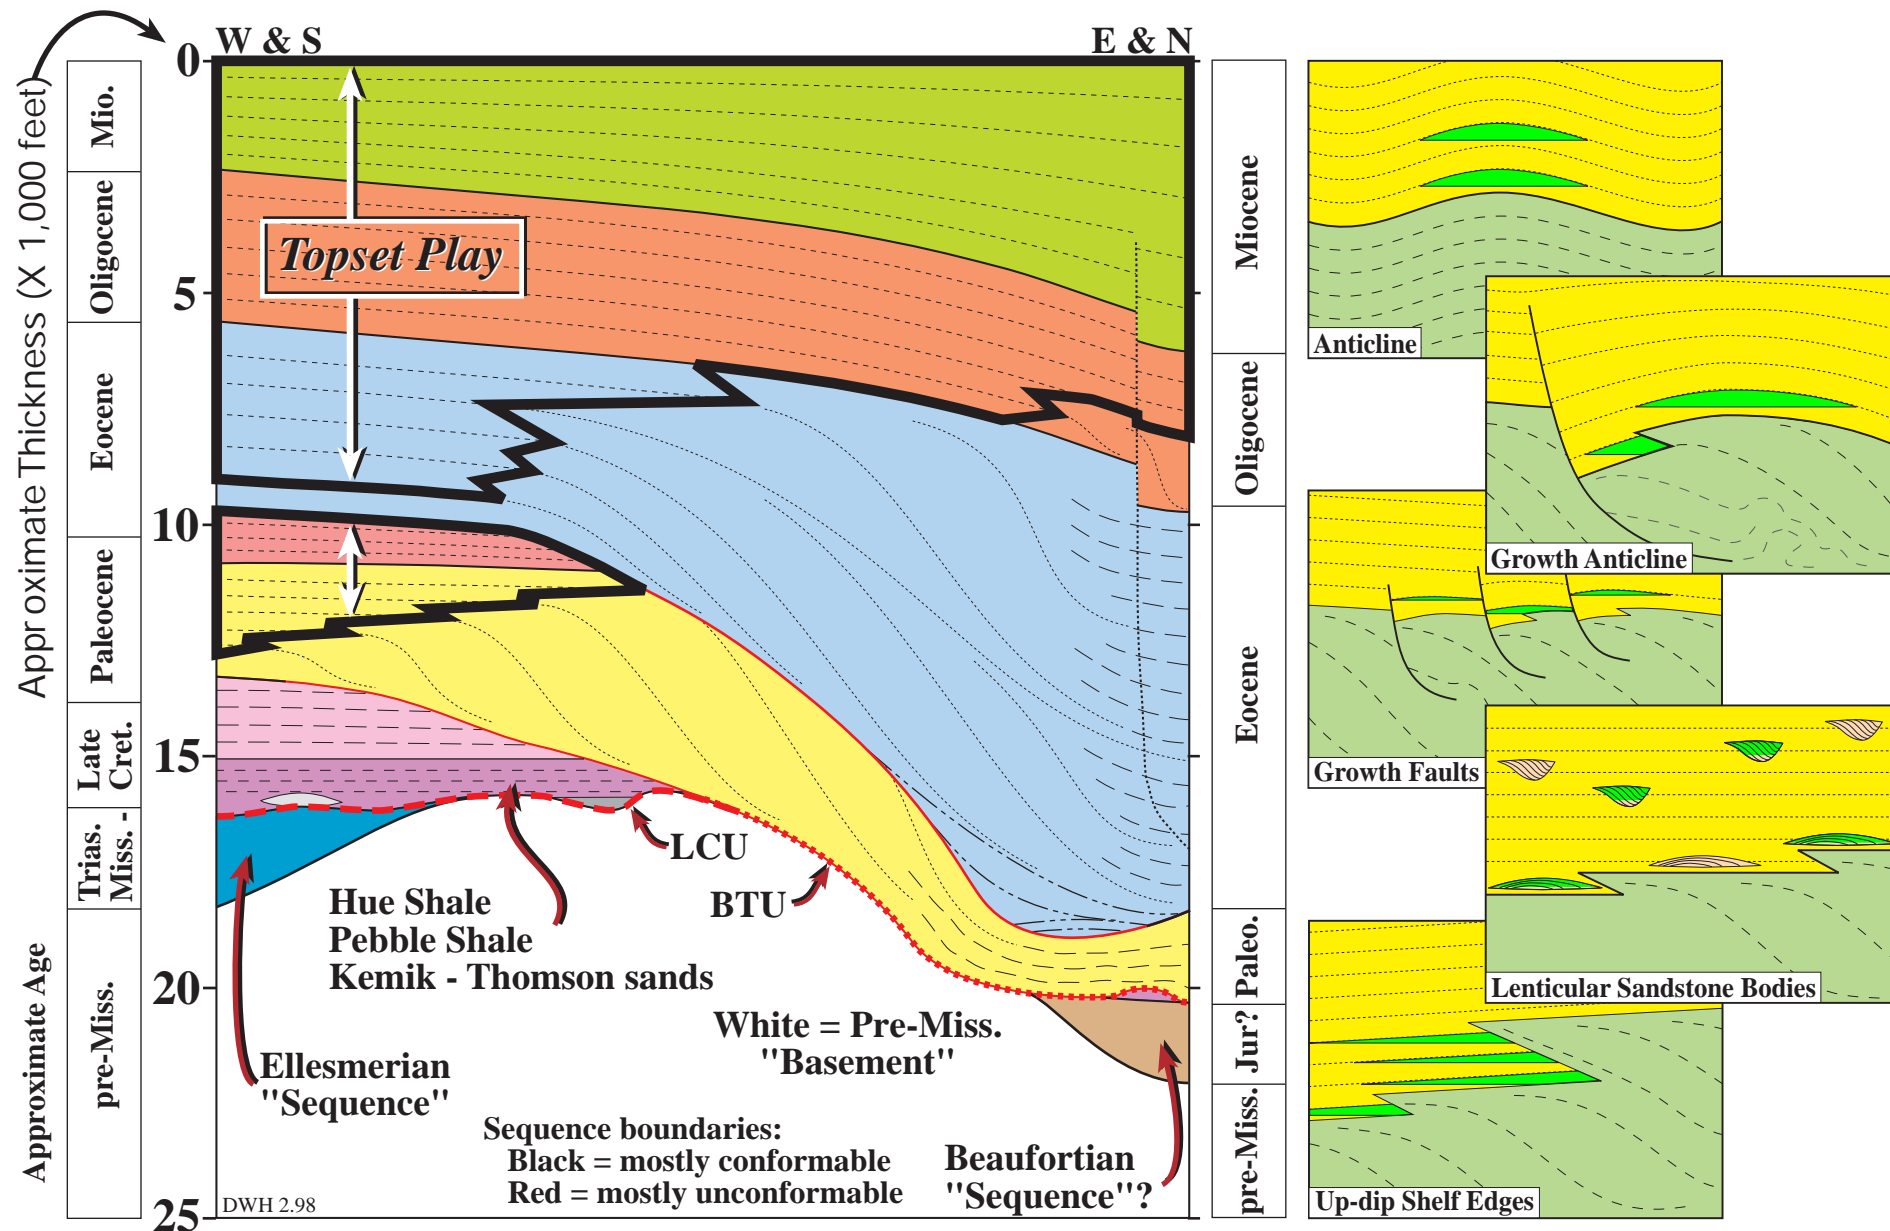 Approximate Thickness (X 1,000 feet)
W & S
E & N
0
5
10
15
20
25
Mio.
Oligocene
Eocene
Paleocene
Late
Cret.
Trias.
Miss. -
pre-Miss.
Approximate Age
Topset Play
LCU
BTU
Hue Shale
Pebble Shale
Kemik - Thomson sands
Ellesmerian
"Sequence"
White = Pre-Miss.
"Basement"
Sequence boundaries:
Black = mostly conformable
Red = mostly unconformable
Beaufortian
"Sequence"?
DWH 2.98
Miocene
Oligocene
Eocene
Paleo.
Jur?
pre-Miss.
Anticline
Growth Anticline
Growth Faults
Lenticular Sandstone Bodies
Up-dip Shelf Edges